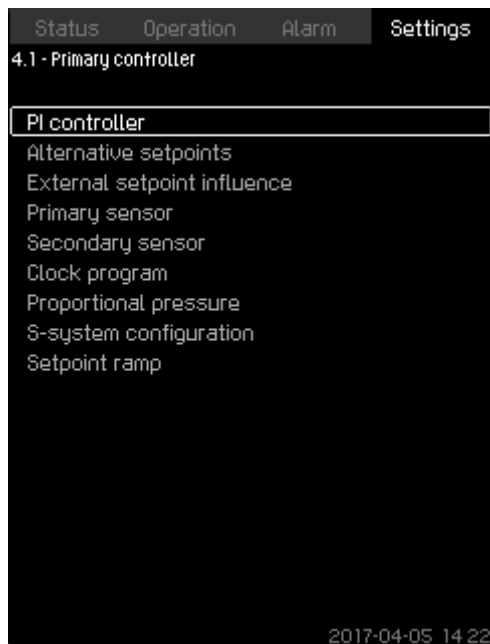 Status Operation Alarm Settings
4.1 - Primary controller
PI controller
Alternative setpoints
External setpoint influence
Primary sensor
Secondary sensor
Clock program
Proportional pressure
S-system configuration
Setpoint ramp
2017-04-05 14:22